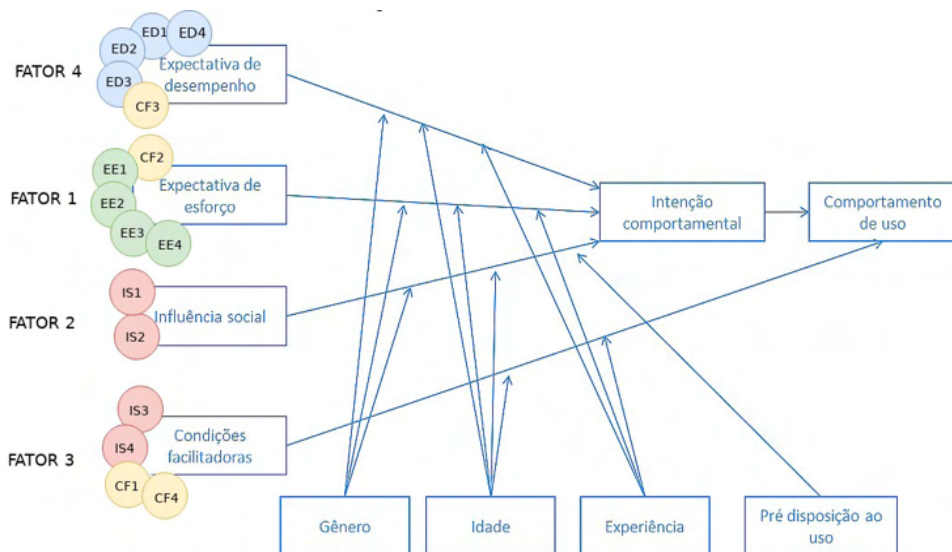 ED1
ED4
ED2
FATOR 4
Expectativa de
desempenho
ED3
CF3
CF2
EE1
FATOR 1
Expectativa de
esforço
EE2
EE3
EE4
Intenção
comportamental
Comportamento
de uso
IS1
FATOR 2
Influência social
IS2
IS3
FATOR 3
Condições
facilitadoras
IS4
CF1
CF4
Gênero
Idade
Experiência
Pré disposição ao
uso